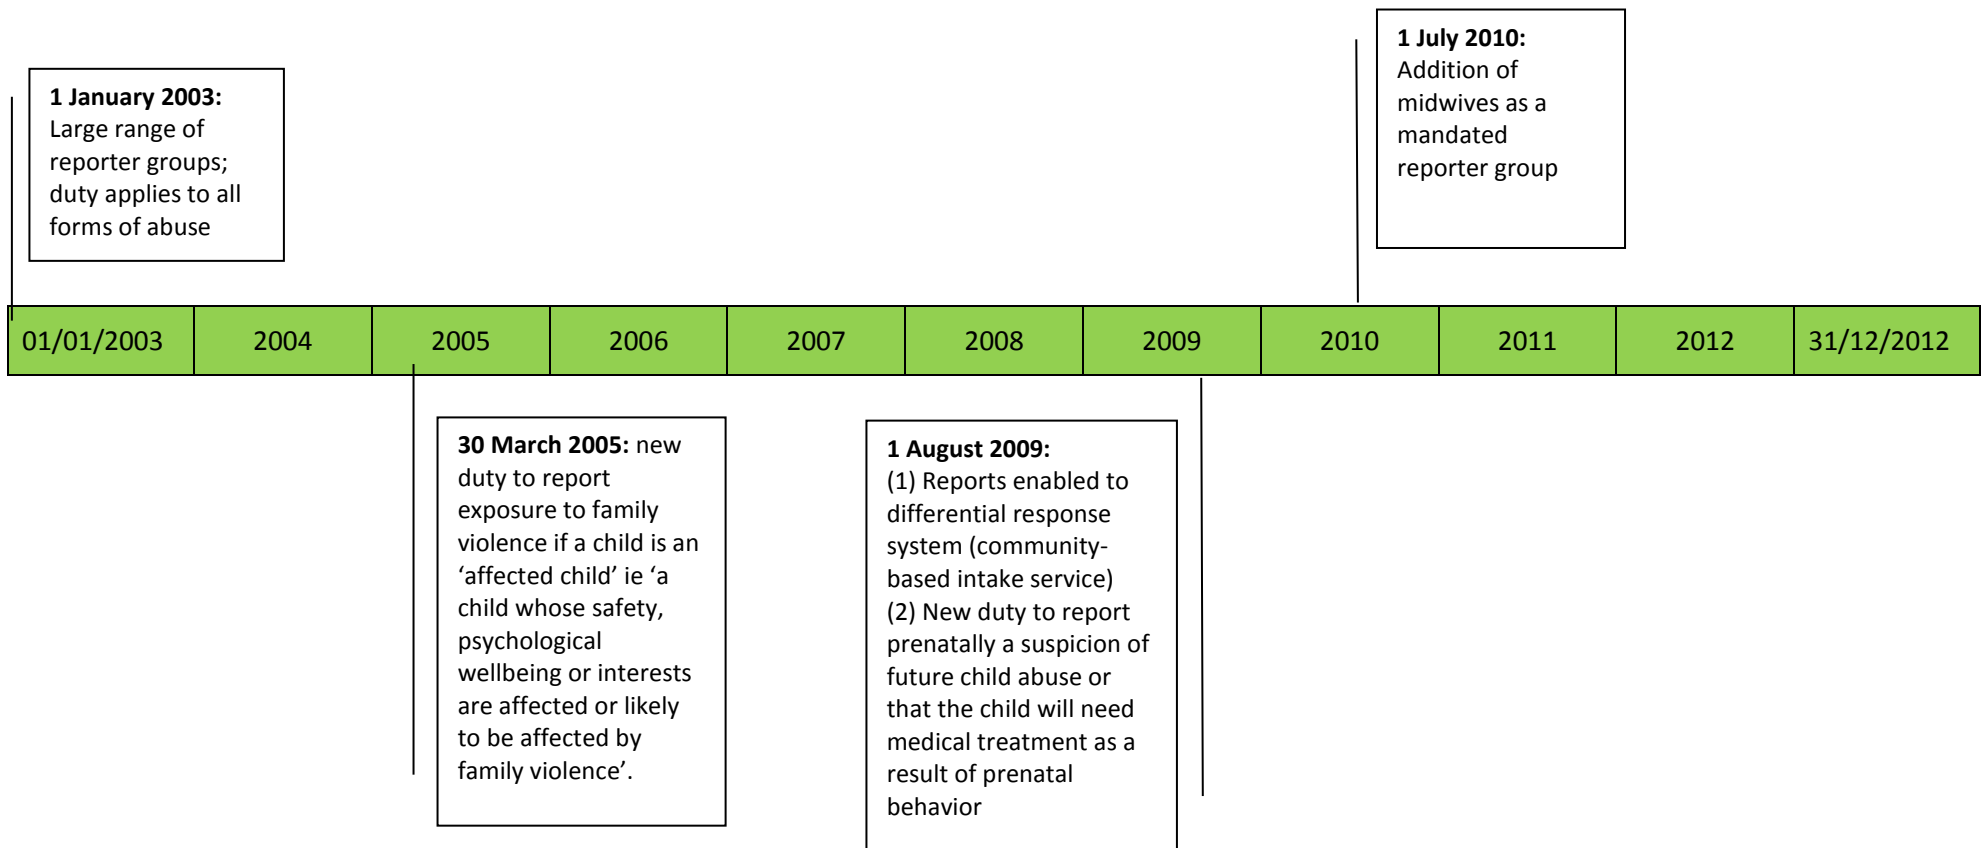 1 January 2003:
Large range of
reporter groups;
duty applies to all
forms of abuse
1 July 2010:
Addition of
midwives as a
mandated
reporter group
01/01/2003 2004 2005 2006 2007 2008 2009 2010 2011 2012 31/12/2012
30 March 2005: new
duty to report
exposure to family
violence if a child is an
‘affected child’ ie ‘a
child whose safety,
psychological
wellbeing or interests
are affected or likely
to be affected by
family violence’.
1 August 2009:
(1) Reports enabled to
differential response
system (community-
based intake service)
(2) New duty to report
prenatally a suspicion of
future child abuse or
that the child will need
medical treatment as a
result of prenatal
behavior